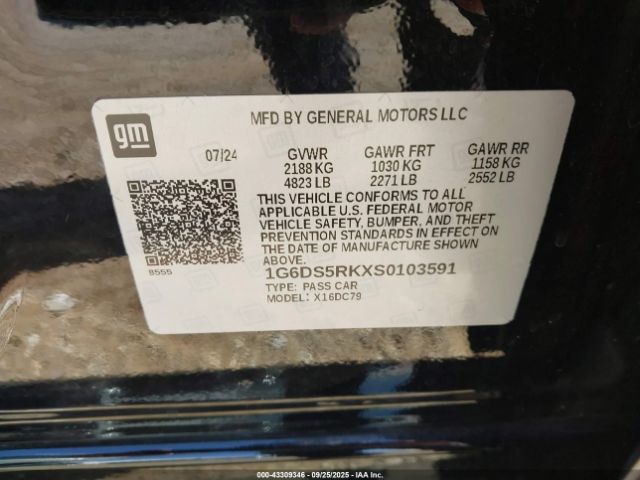 gm
MFD BY GENERAL MOTORS LLC
07/24 GVWR GAWR FRT GAWR RR
2188 KG 1030 KG 1158 KG
4823 LB 2271 LB 2552 LB
THIS VEHICLE CONFORMS TO ALL
APPLICABLE U.S. FEDERAL MOTOR
VEHICLE SAFETY, BUMPER, AND THEFT
PREVENTION STANDARDS IN EFFECT ON
THE DATE OF MANUFACTURE SHOWN
ABOVE.
8555
1G6DS5RKXS0103591
TYPE: PASS CAR
MODEL: X16DC79
000-43309346 - 09/25/2025 - IAAI.COM